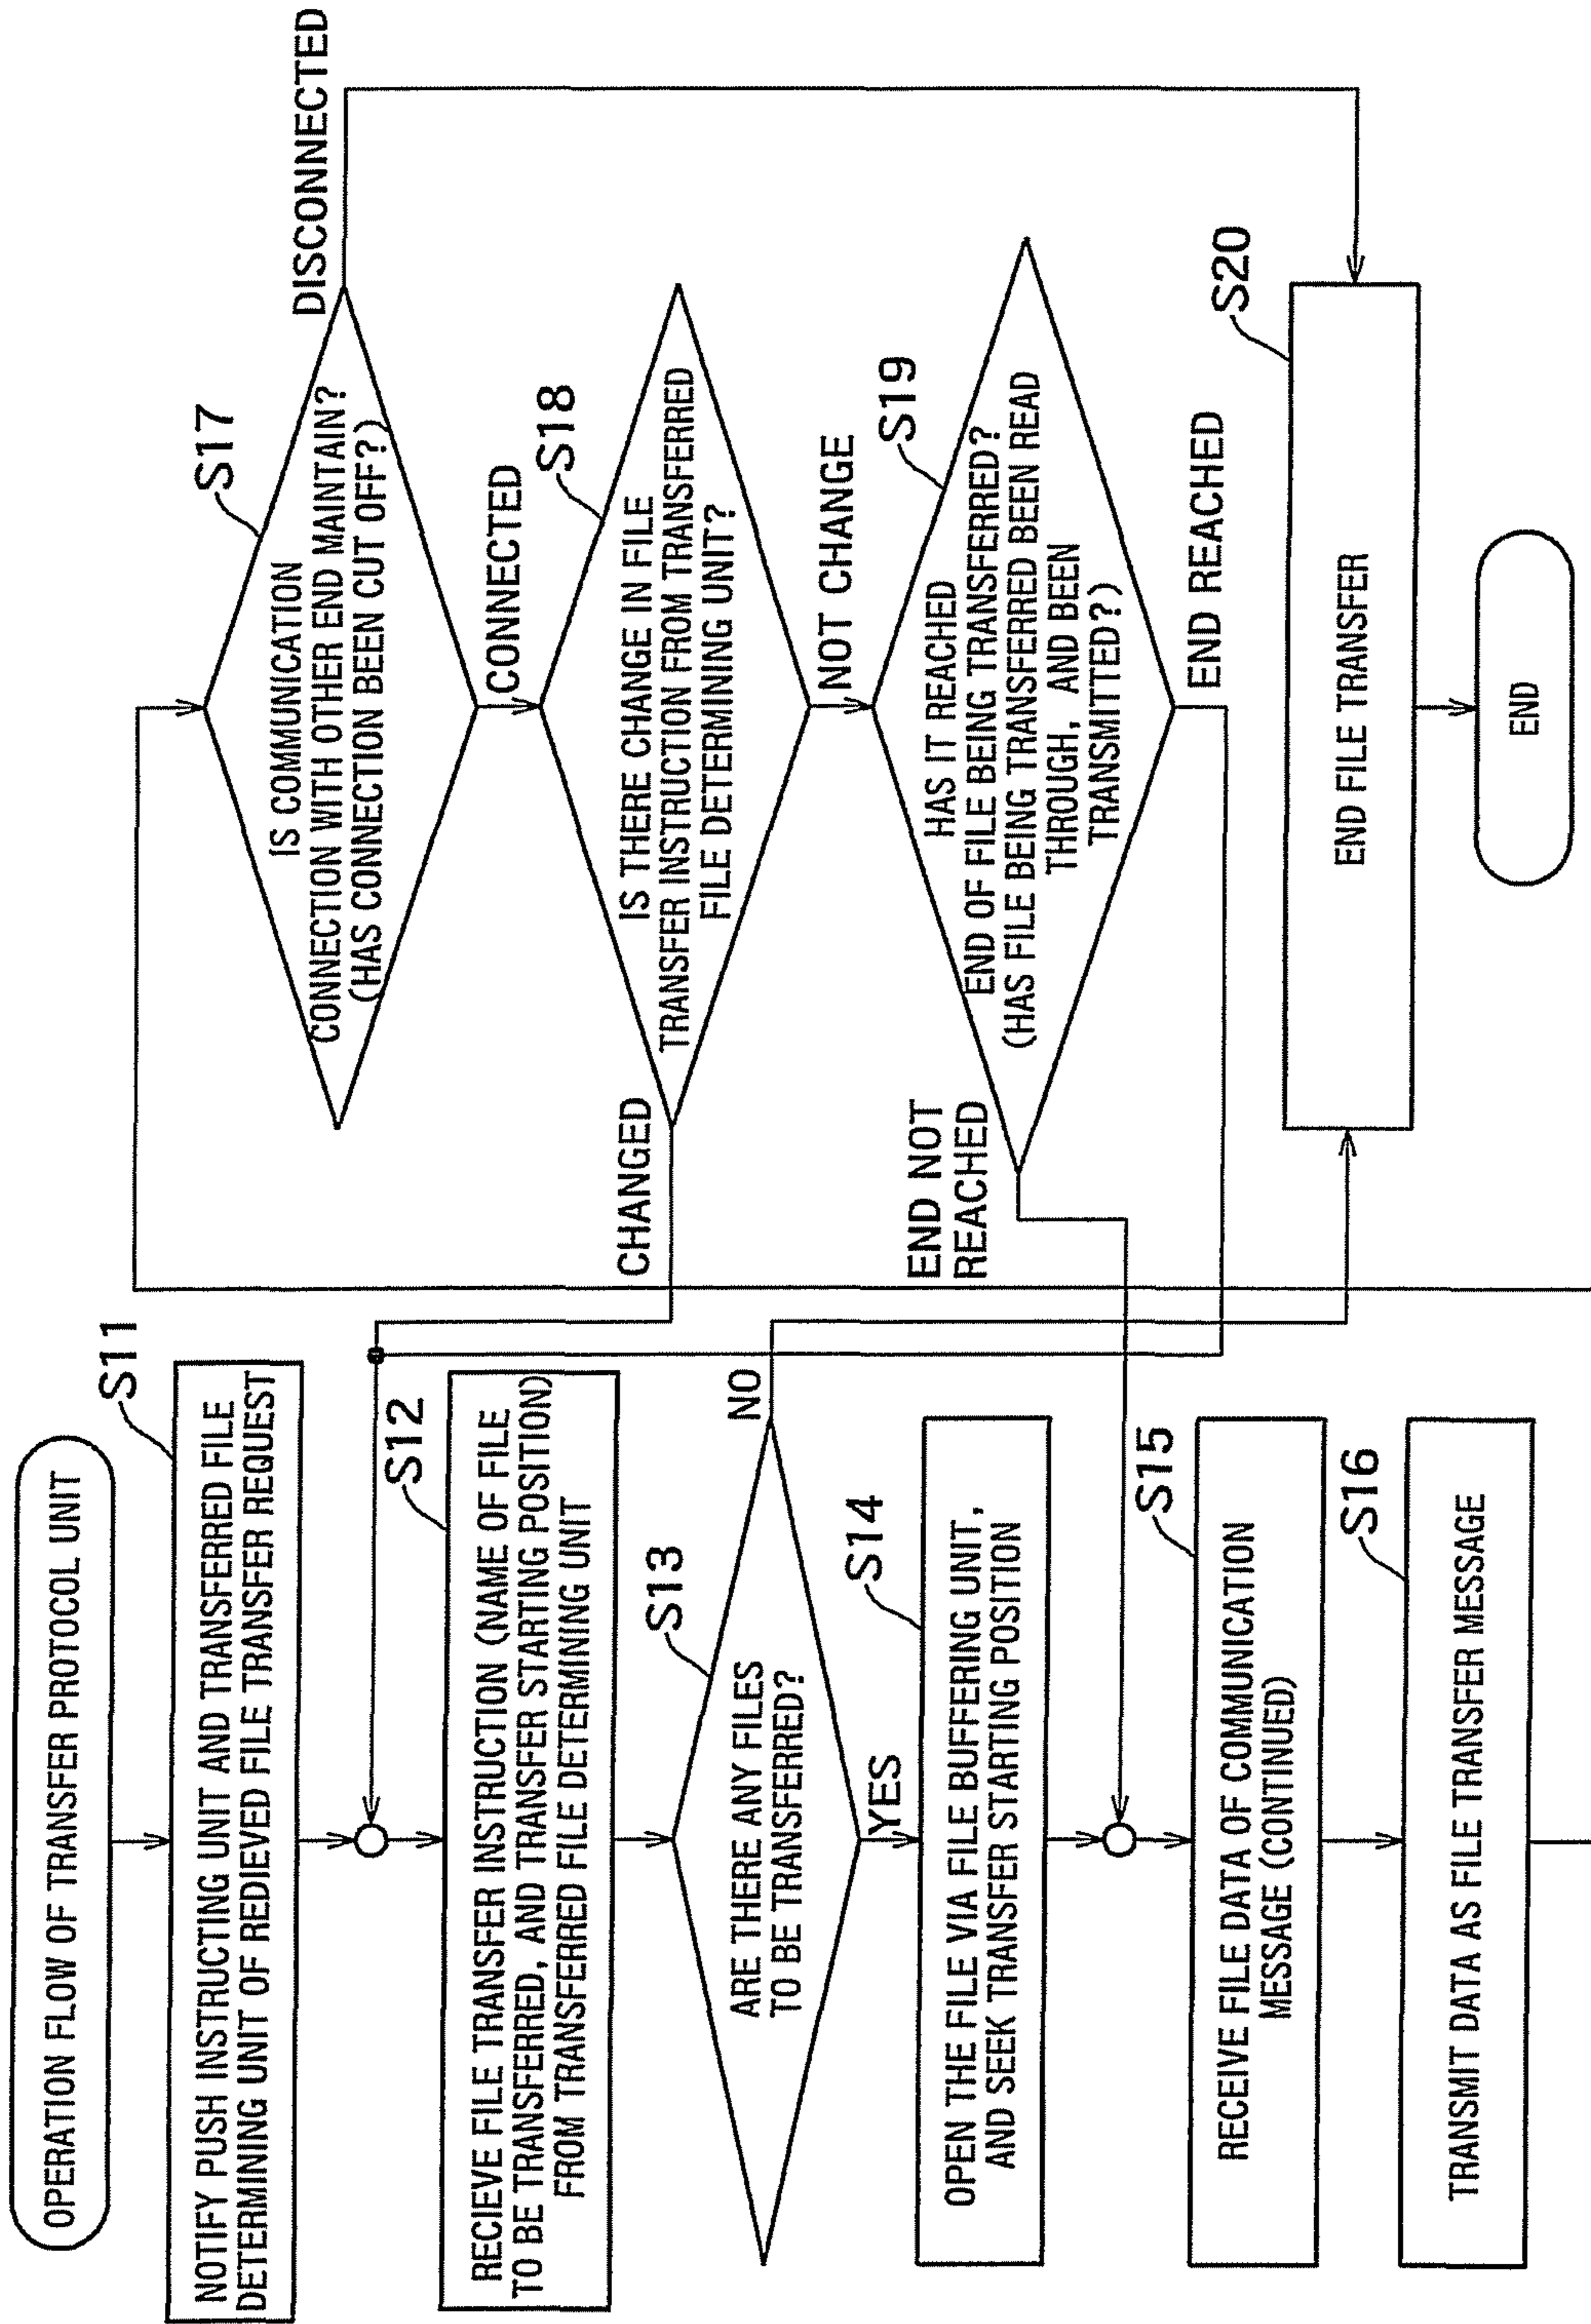 OPERATION FLOW OF TRANSFER PROTOCOL UNIT
S11
NOTIFY PUSH INSTRUCTING UNIT AND TRANSFERRED FILE
DETERMINING UNIT OF REDIEVED FILE TRANSFER REQUEST
S12
RECIEVE FILE TRANSFER INSTRUCTION (NAME OF FILE
TO BE TRANSFERRED, AND TRANSFER STARTING POSITION)
FROM TRANSFERRED FILE DETERMINING UNIT
S13
ARE THERE ANY FILES
TO BE TRANSFERRED?
NO
YES
S14
OPEN THE FILE VIA FILE BUFFERING UNIT,
AND SEEK TRANSFER STARTING POSITION
S15
RECEIVE FILE DATA OF COMMUNICATION
MESSAGE (CONTINUED)
S16
TRANSMIT DATA AS FILE TRANSFER MESSAGE
S17
IS COMMUNICATION
CONNECTION WITH OTHER END MAINTAIN?
(HAS CONNECTION BEEN CUT OFF?)
DISCONNECTED
CONNECTED
S18
IS THERE CHANGE IN FILE
TRANSFER INSTRUCTION FROM TRANSFERRED
FILE DETERMINING UNIT?
CHANGED
NOT CHANGE
S19
HAS IT REACHED
END OF FILE BEING TRANSFERRED?
(HAS FILE BEING TRANSFERRED BEEN READ
THROUGH, AND BEEN
TRANSMITTED?)
END NOT
REACHED
END REACHED
S20
END FILE TRANSFER
END